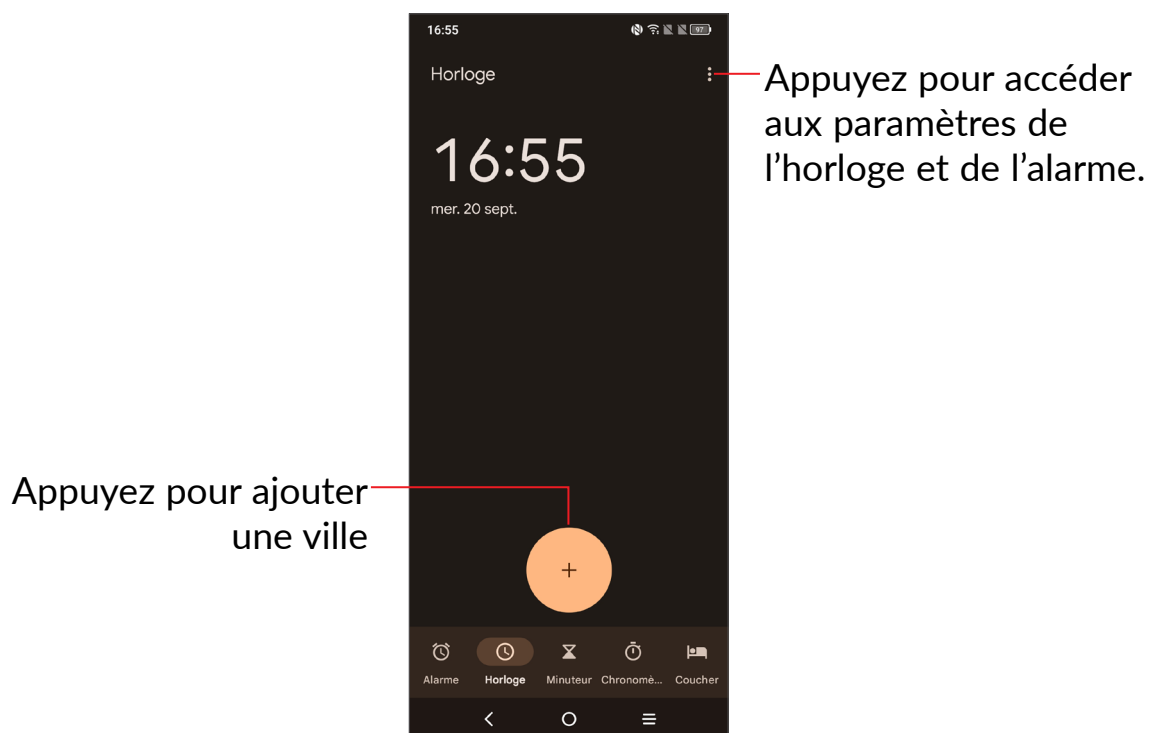 16:55
97
Horloge
Appuyez pour accéder
aux paramètres de
l’horloge et de l’alarme.
16:55
mer. 20 sept.
Appuyez pour ajouter
une ville
+
Alarme Horloge Minuteur Chronomè... Coucher